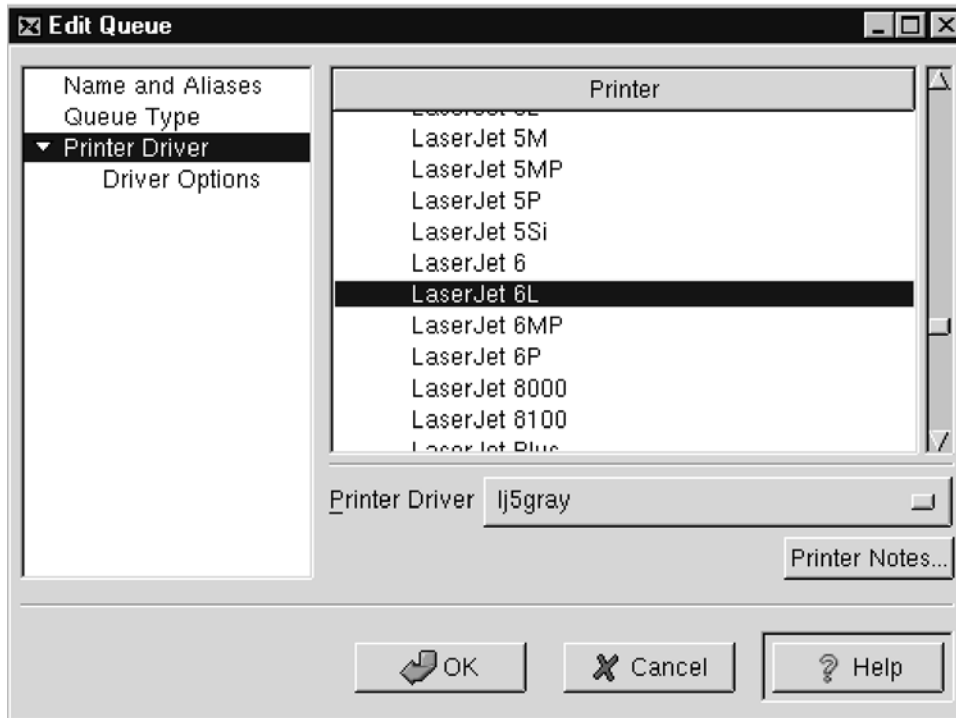 Edit Queue
Name and Aliases
Queue Type
Printer Driver
Driver Options
Printer
LaserJet 5M
LaserJet 5MP
LaserJet 5P
LaserJet 5Si
LaserJet 6
LaserJet 6L
LaserJet 6MP
LaserJet 6P
LaserJet 8000
LaserJet 8100
LaserJet Plus
Printer Driver
lj5gray
Printer Notes...
OK
Cancel
Help